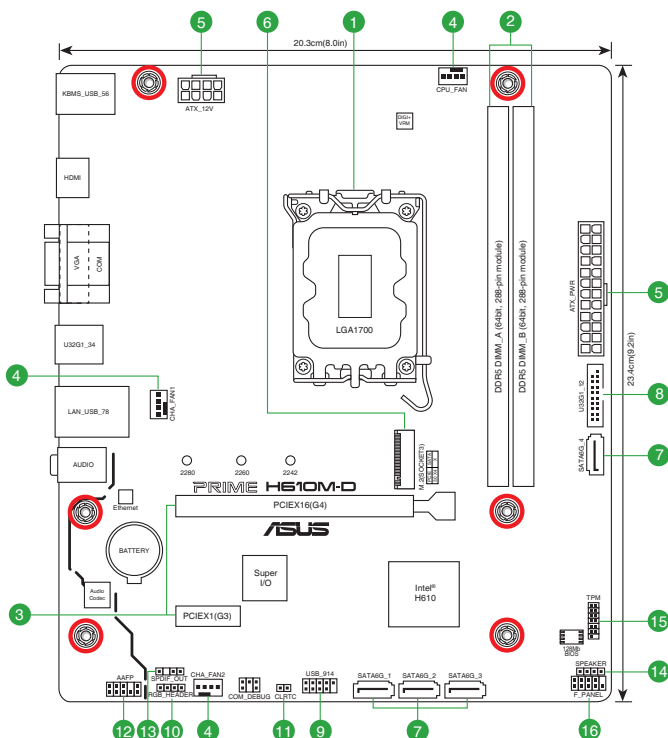 6
1
4
2
5
20.3cm(8.0in)
KBMS_USB_56
ATX_12V
CPU_FAN
DIGI+
VRM
HDMI
VGA
COM
LGA1700
DDR5 DIMM_A (64bit, 288-pin module)
DDR5 DIMM_B (64bit, 288-pin module)
ATX_PWR
5
23.4cm(9.2in)
U32G1_34
4
CHA_FAN1
U32G1_12
8
LAN_USB_78
AUDIO
M.2(SOCKET3)
SATA6G_4
7
2280
2260
2242
PRIME H610M-D
Ethernet
PCIEX16(G4)
ASUS
BATTERY
Super
I/O
Intel®
H610
Audio
Codec
3
PCIEX1(G3)
TPM
15
128Mb
BIOS
AAFP
SPDIF_OUT
RGB_HEADER
CHA_FAN2
COM_DEBUG
CLRTC
USB_914
SATA6G_1
SATA6G_2
SATA6G_3
SPEAKER
14
F_PANEL
12
13
10
4
11
9
7
16